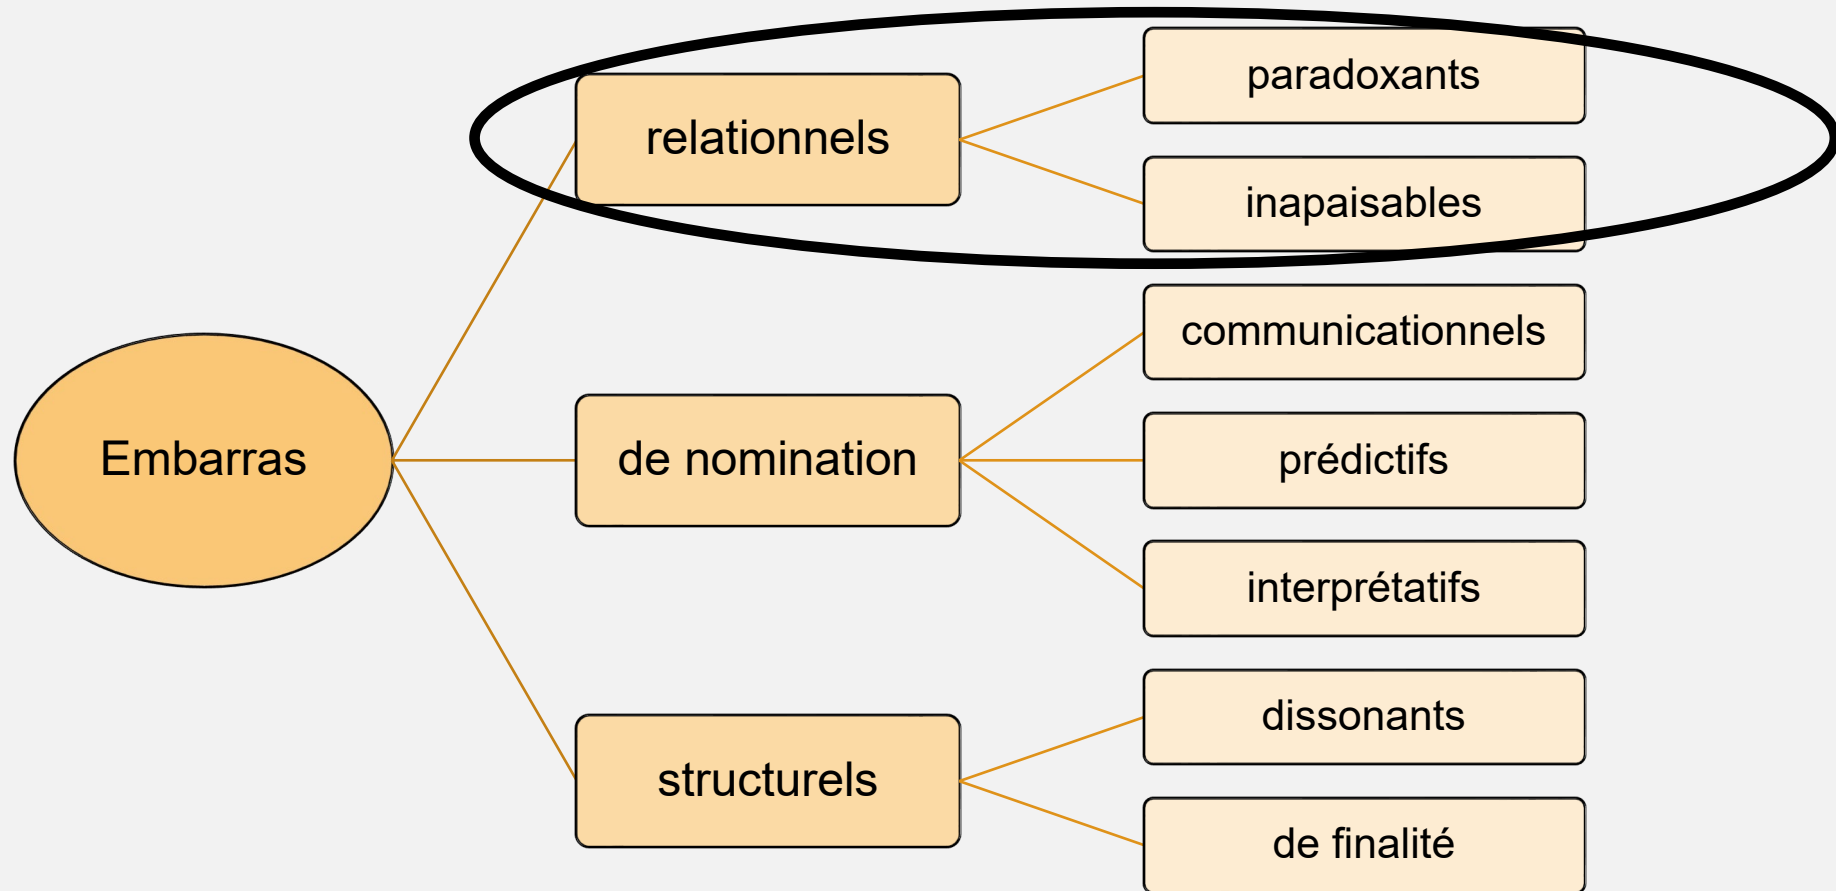 Embarras
relationnels
paradoxants
inapaisables
de nomination
communicationnels
prédictifs
interprétatifs
structurels
dissonants
de finalité